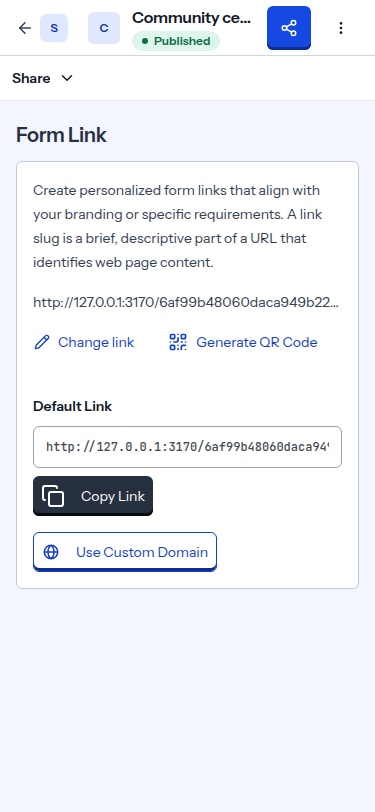 S
C
Community ce...
Published
Share
Form Link
Create personalized form links that align with
your branding or specific requirements. A link
slug is a brief, descriptive part of a URL that
identifies web page content.
http://127.0.0.1:3170/6af99b48060daca949b22...
Change link
Generate QR Code
Default Link
http://127.0.0.1:3170/6af99b48060daca94
Copy Link
Use Custom Domain